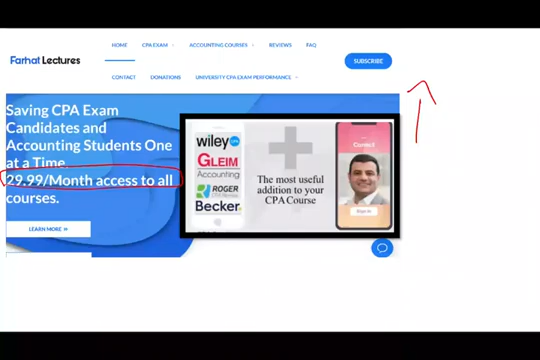 Farhat Lectures
HOME CPA EXAM ACCOUNTING COURSES REVIEWS FAQ
CONTACT DONATIONS UNIVERSITY CPA EXAM PERFORMANCE
SUBSCRIBE
Saving CPA Exam
Candidates and
Accounting Students One
at a Time
29.99/Month access to all
courses.
LEARN MORE »
wiley
GLEIM
Accounting
ROGER
Becker
The most useful
addition to your
CPA Course
Sign in